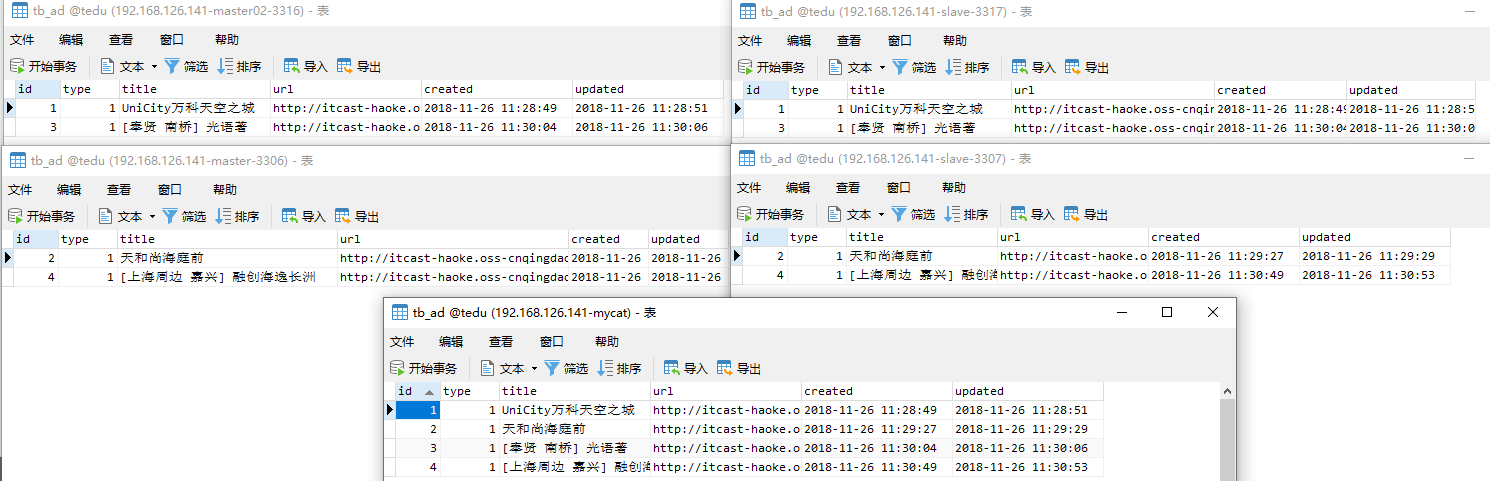 tb_ad @tedu (192.168.126.141-master02-3316) - 表
文件 编辑 查看 窗口 帮助
开始事务 文本 筛选 排序 导入 导出
id type title url created updated
1 1 UniCity万科天空之城 http://itcast-haoke.o 2018-11-26 11:28:49 2018-11-26 11:28:51
3 1 [奉贤 南桥] 光语著 http://itcast-haoke.o 2018-11-26 11:30:04 2018-11-26 11:30:06
tb_ad @tedu (192.168.126.141-slave-3317) - 表
文件 编辑 查看 窗口 帮助
开始事务 文本 筛选 排序 导入 导出
id type title url created updated
1 1 UniCity万科天空之城 http://itcast-haoke.oss-cnqin 2018-11-26 11:28:49 2018-11-26 11:28:5
3 1 [奉贤 南桥] 光语著 http://itcast-haoke.oss-cnqin 2018-11-26 11:30:04 2018-11-26 11:30:0
tb_ad @tedu (192.168.126.141-master-3306) - 表
文件 编辑 查看 窗口 帮助
开始事务 文本 筛选 排序 导入 导出
id type title url created updated
2 1 天和尚海庭前 http://itcast-haoke.oss-cnqingdao 2018-11-26 2018-11-26
4 1 [上海周边 嘉兴] 融创海逸长洲 http://itcast-haoke.oss-cnqingdao 2018-11-26 2018-11-26
tb_ad @tedu (192.168.126.141-slave-3307) - 表
文件 编辑 查看 窗口 帮助
开始事务 文本 筛选 排序 导入 导出
id type title url created updated
2 1 天和尚海庭前 http://itcast-haoke.o 2018-11-26 11:29:27 2018-11-26 11:29:29
4 1 [上海周边 嘉兴] 融创海 http://itcast-haoke.o 2018-11-26 11:30:49 2018-11-26 11:30:53
tb_ad @tedu (192.168.126.141-mycat) - 表
文件 编辑 查看 窗口 帮助
开始事务 文本 筛选 排序 导入 导出
id type title url created updated
1 1 UniCity万科天空之城 http://itcast-haoke.o 2018-11-26 11:28:49 2018-11-26 11:28:51
2 1 天和尚海庭前 http://itcast-haoke.o 2018-11-26 11:29:27 2018-11-26 11:29:29
3 1 [奉贤 南桥] 光语著 http://itcast-haoke.o 2018-11-26 11:30:04 2018-11-26 11:30:06
4 1 [上海周边 嘉兴] 融创海 http://itcast-haoke.o 2018-11-26 11:30:49 2018-11-26 11:30:53